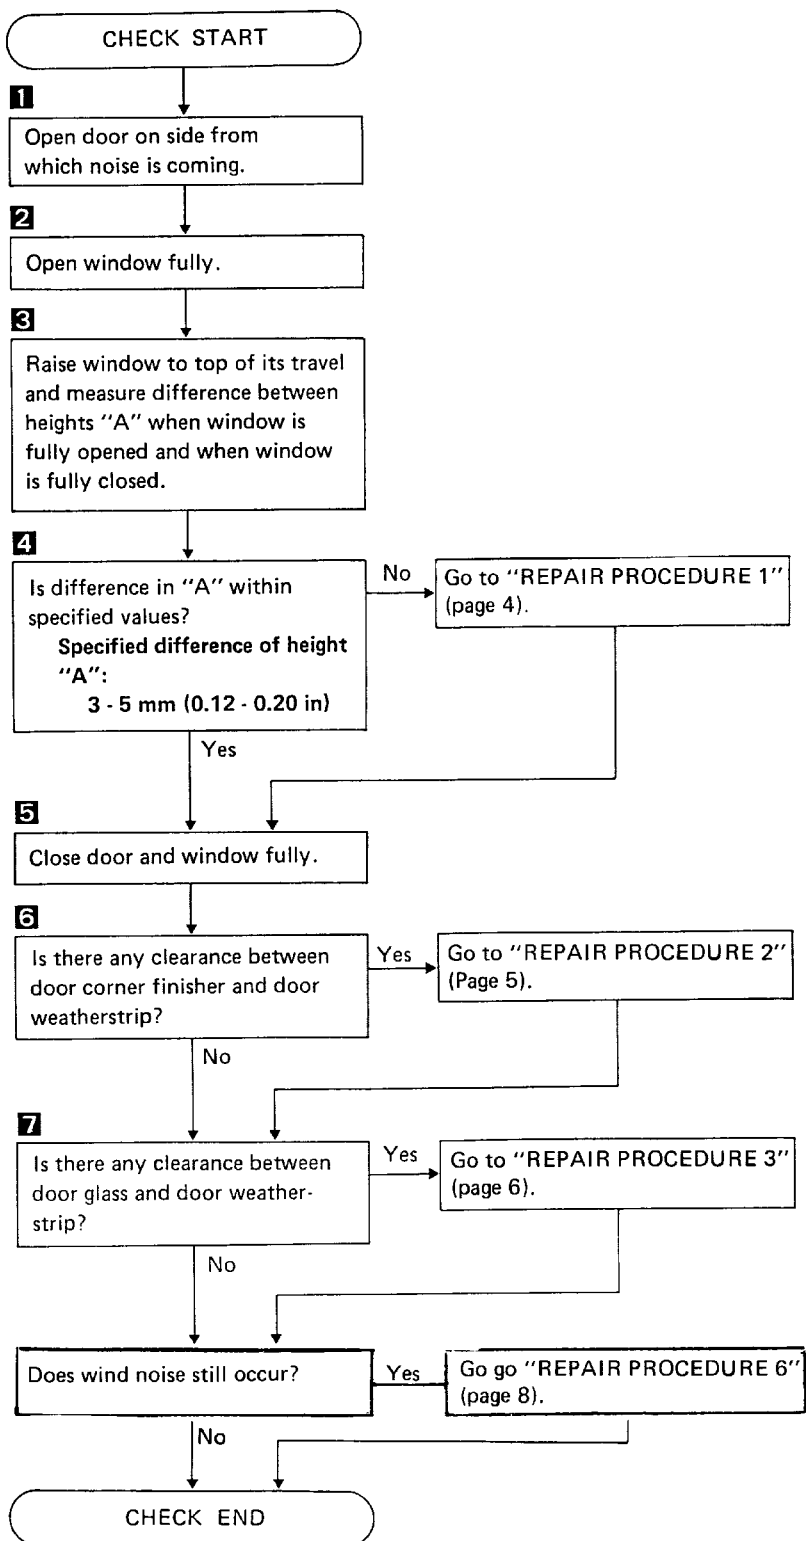 CHECK START
1
Open door on side from
which noise is coming.
2
Open window fully.
3
Raise window to top of its travel
and measure difference between
heights "A" when window is
fully opened and when window
is fully closed.
4
Is difference in "A" within
specified values?
Specified difference of height
"A":
3 - 5 mm (0.12 - 0.20 in)
No
Go to "REPAIR PROCEDURE 1"
(page 4).
Yes
5
Close door and window fully.
6
Is there any clearance between
door corner finisher and door
weatherstrip?
Yes
Go to "REPAIR PROCEDURE 2"
(Page 5).
No
7
Is there any clearance between
door glass and door weather-
strip?
Yes
Go to "REPAIR PROCEDURE 3"
(page 6).
No
Does wind noise still occur?
Yes
Go go "REPAIR PROCEDURE 6"
(page 8).
No
CHECK END